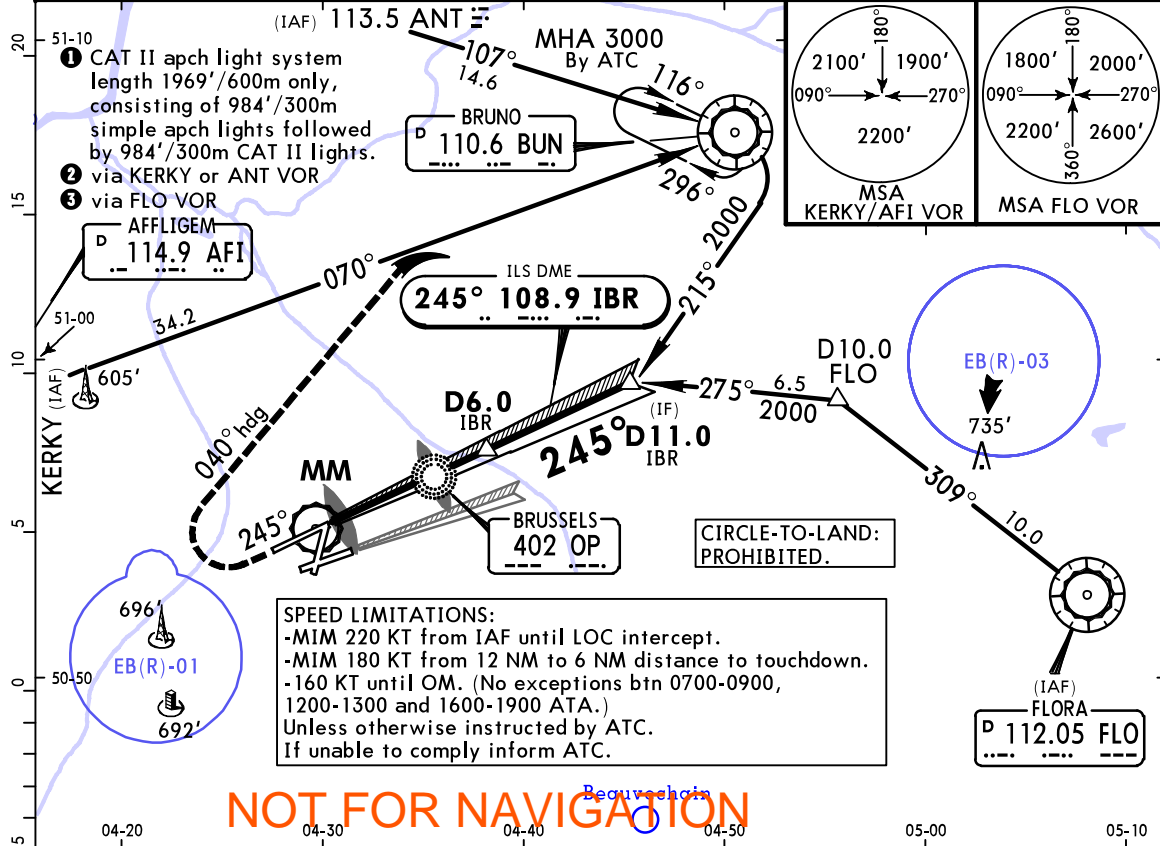 (IAF) 113.5 ANT
107°
14.6
MHA 3000
By ATC
116°
296°
20
51-10
❶ CAT II apch light system
length 1969'/600m only,
consisting of 984'/300m
simple apch lights followed
by 984'/300m CAT II lights.
❷ via KERKY or ANT VOR
❸ via FLO VOR
BRUNO
D 110.6 BUN
180°
2100' 1900'
090° 270°
2200'
MSA
KERKY/AFI VOR
180°
1800' 2000'
090° 270°
2200' 2600'
360°
MSA FLO VOR
15
AFFLIGEM
D 114.9 AFI
51-00
070°
34.2
ILS DME
245° 108.9 IBR
2000
215°
10
KERKY (IAF)
605'
040° hdg
D6.0
IBR
245°
(IF)
D11.0
IBR
275°
6.5
2000
D10.0
FLO
EB(R)-03
735'
309°
10.0
MM
245°
5
BRUSSELS
402 OP
CIRCLE-TO-LAND:
PROHIBITED.
696'
EB(R)-01
692'
0
50-50
SPEED LIMITATIONS:
-MIM 220 KT from IAF until LOC intercept.
-MIM 180 KT from 12 NM to 6 NM distance to touchdown.
-160 KT until OM. (No exceptions btn 0700-0900,
1200-1300 and 1600-1900 ATA.)
Unless otherwise instructed by ATC.
If unable to comply inform ATC.
(IAF)
FLORA
D 112.05 FLO
Beauvechain
NOT FOR NAVIGATION
5
04-20 04-30 04-40 04-50 05-00 05-10